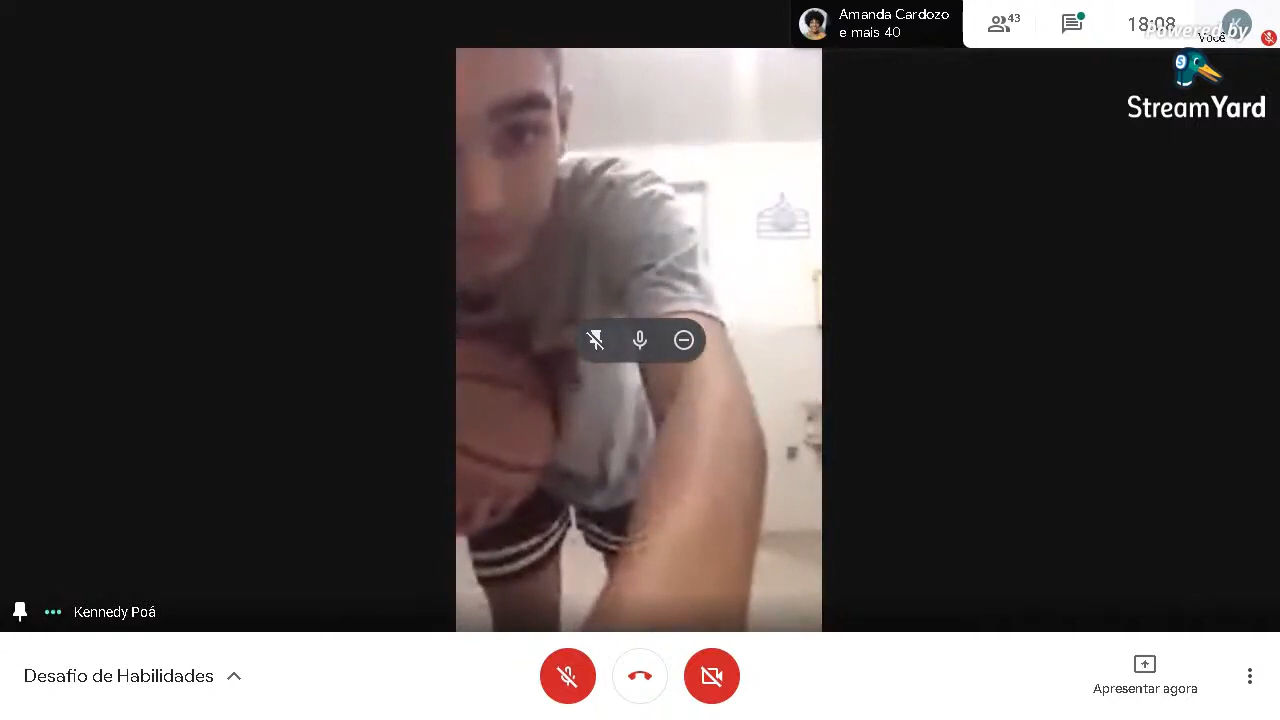 Amanda Cardozo
e mais 40
43
18:08
K
Powered by
Você
S
StreamYard
Kennedy Poá
Desafio de Habilidades
Apresentar agora